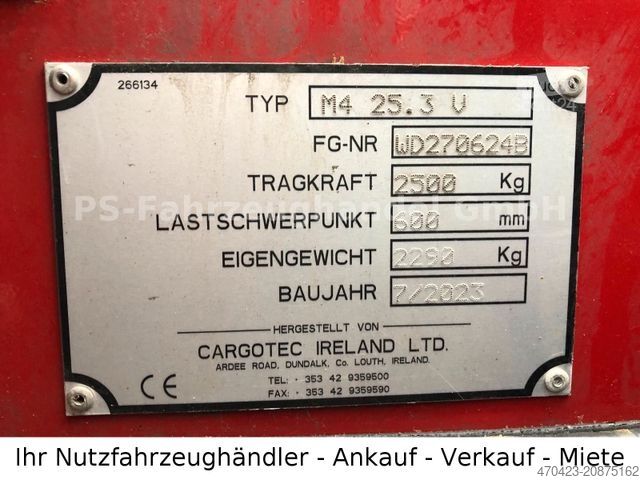 266134
TYP M4 25.3 V
FG-NR WD270624B
TRAGKRAFT 2500 Kg
PS-Fahrzeughandel GmbH
LASTSCHWERPUNKT 600 mm
EIGENGEWICHT 2290 Kg
BAUJAHR 7/2023
HERGESTELLT VON
CARGOTEC IRELAND LTD.
ARDEE ROAD, DUNDALK, Co. LOUTH, IRELAND.
CE
TEL: + 353 42 9359500
FAX: + 353 42 9359590
Ihr Nutzfahrzeughändler - Ankauf - Verkauf - Miete
470423-20875162